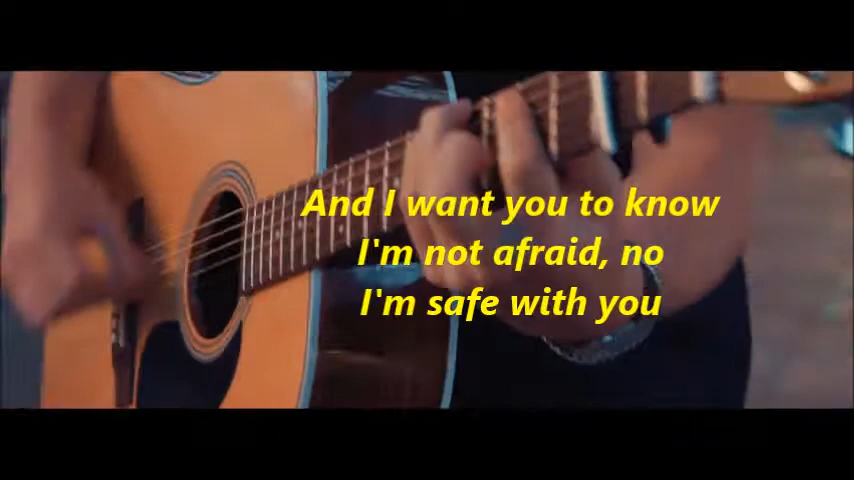 And I want you to know
I'm not afraid, no
I'm safe with you